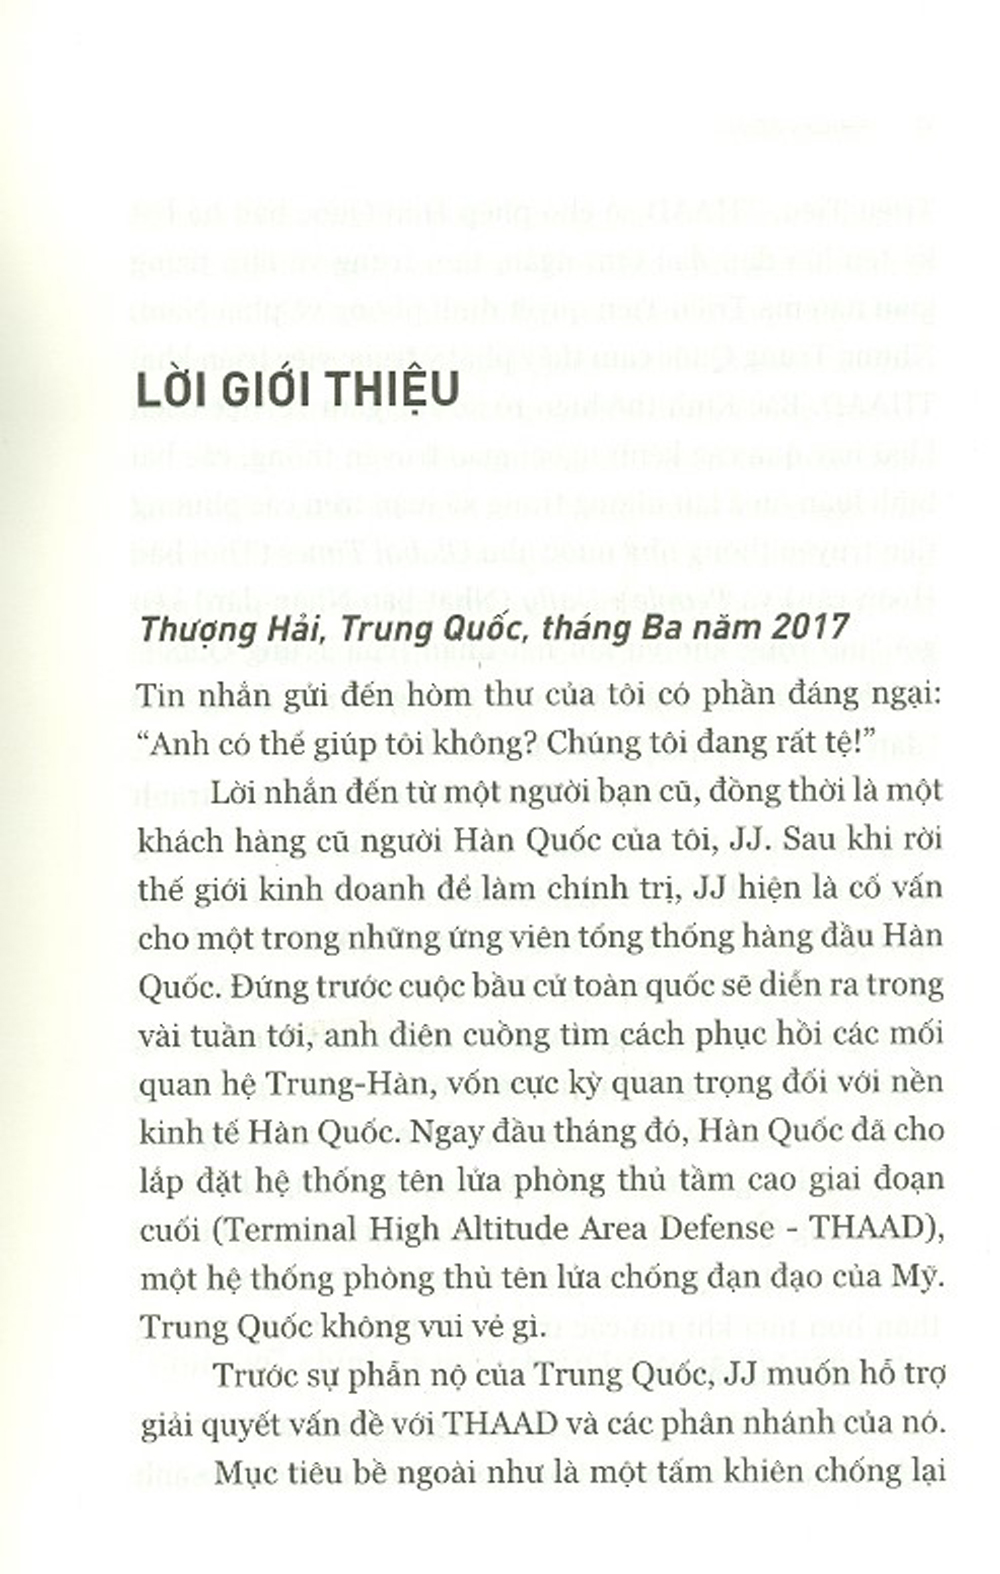 LỜI GIỚI THIỆU
Thượng Hải, Trung Quốc, tháng Ba năm 2017
Tin nhắn gửi đến hòm thư của tôi có phần đáng ngại:
“Anh có thể giúp tôi không? Chúng tôi đang rất tệ!”
Lời nhắn đến từ một người bạn cũ, đồng thời là một
khách hàng cũ người Hàn Quốc của tôi, JJ. Sau khi rời
thế giới kinh doanh để làm chính trị, JJ hiện là cố vấn
cho một trong những ứng viên tổng thống hàng đầu Hàn
Quốc. Đứng trước cuộc bầu cử toàn quốc sẽ diễn ra trong
vài tuần tới, anh điên cuồng tìm cách phục hồi các mối
quan hệ Trung-Hàn, vốn cực kỳ quan trọng đối với nền
kinh tế Hàn Quốc. Ngay đầu tháng đó, Hàn Quốc đã cho
lắp đặt hệ thống tên lửa phòng thủ tầm cao giai đoạn
cuối (Terminal High Altitude Area Defense - THAAD),
một hệ thống phòng thủ tên lửa chống đạn đạo của Mỹ.
Trung Quốc không vui vẻ gì.
Trước sự phẫn nộ của Trung Quốc, JJ muốn hỗ trợ
giải quyết vấn đề với THAAD và các phân nhánh của nó.
Mục tiêu bề ngoài như là một tấm khiên chống lại